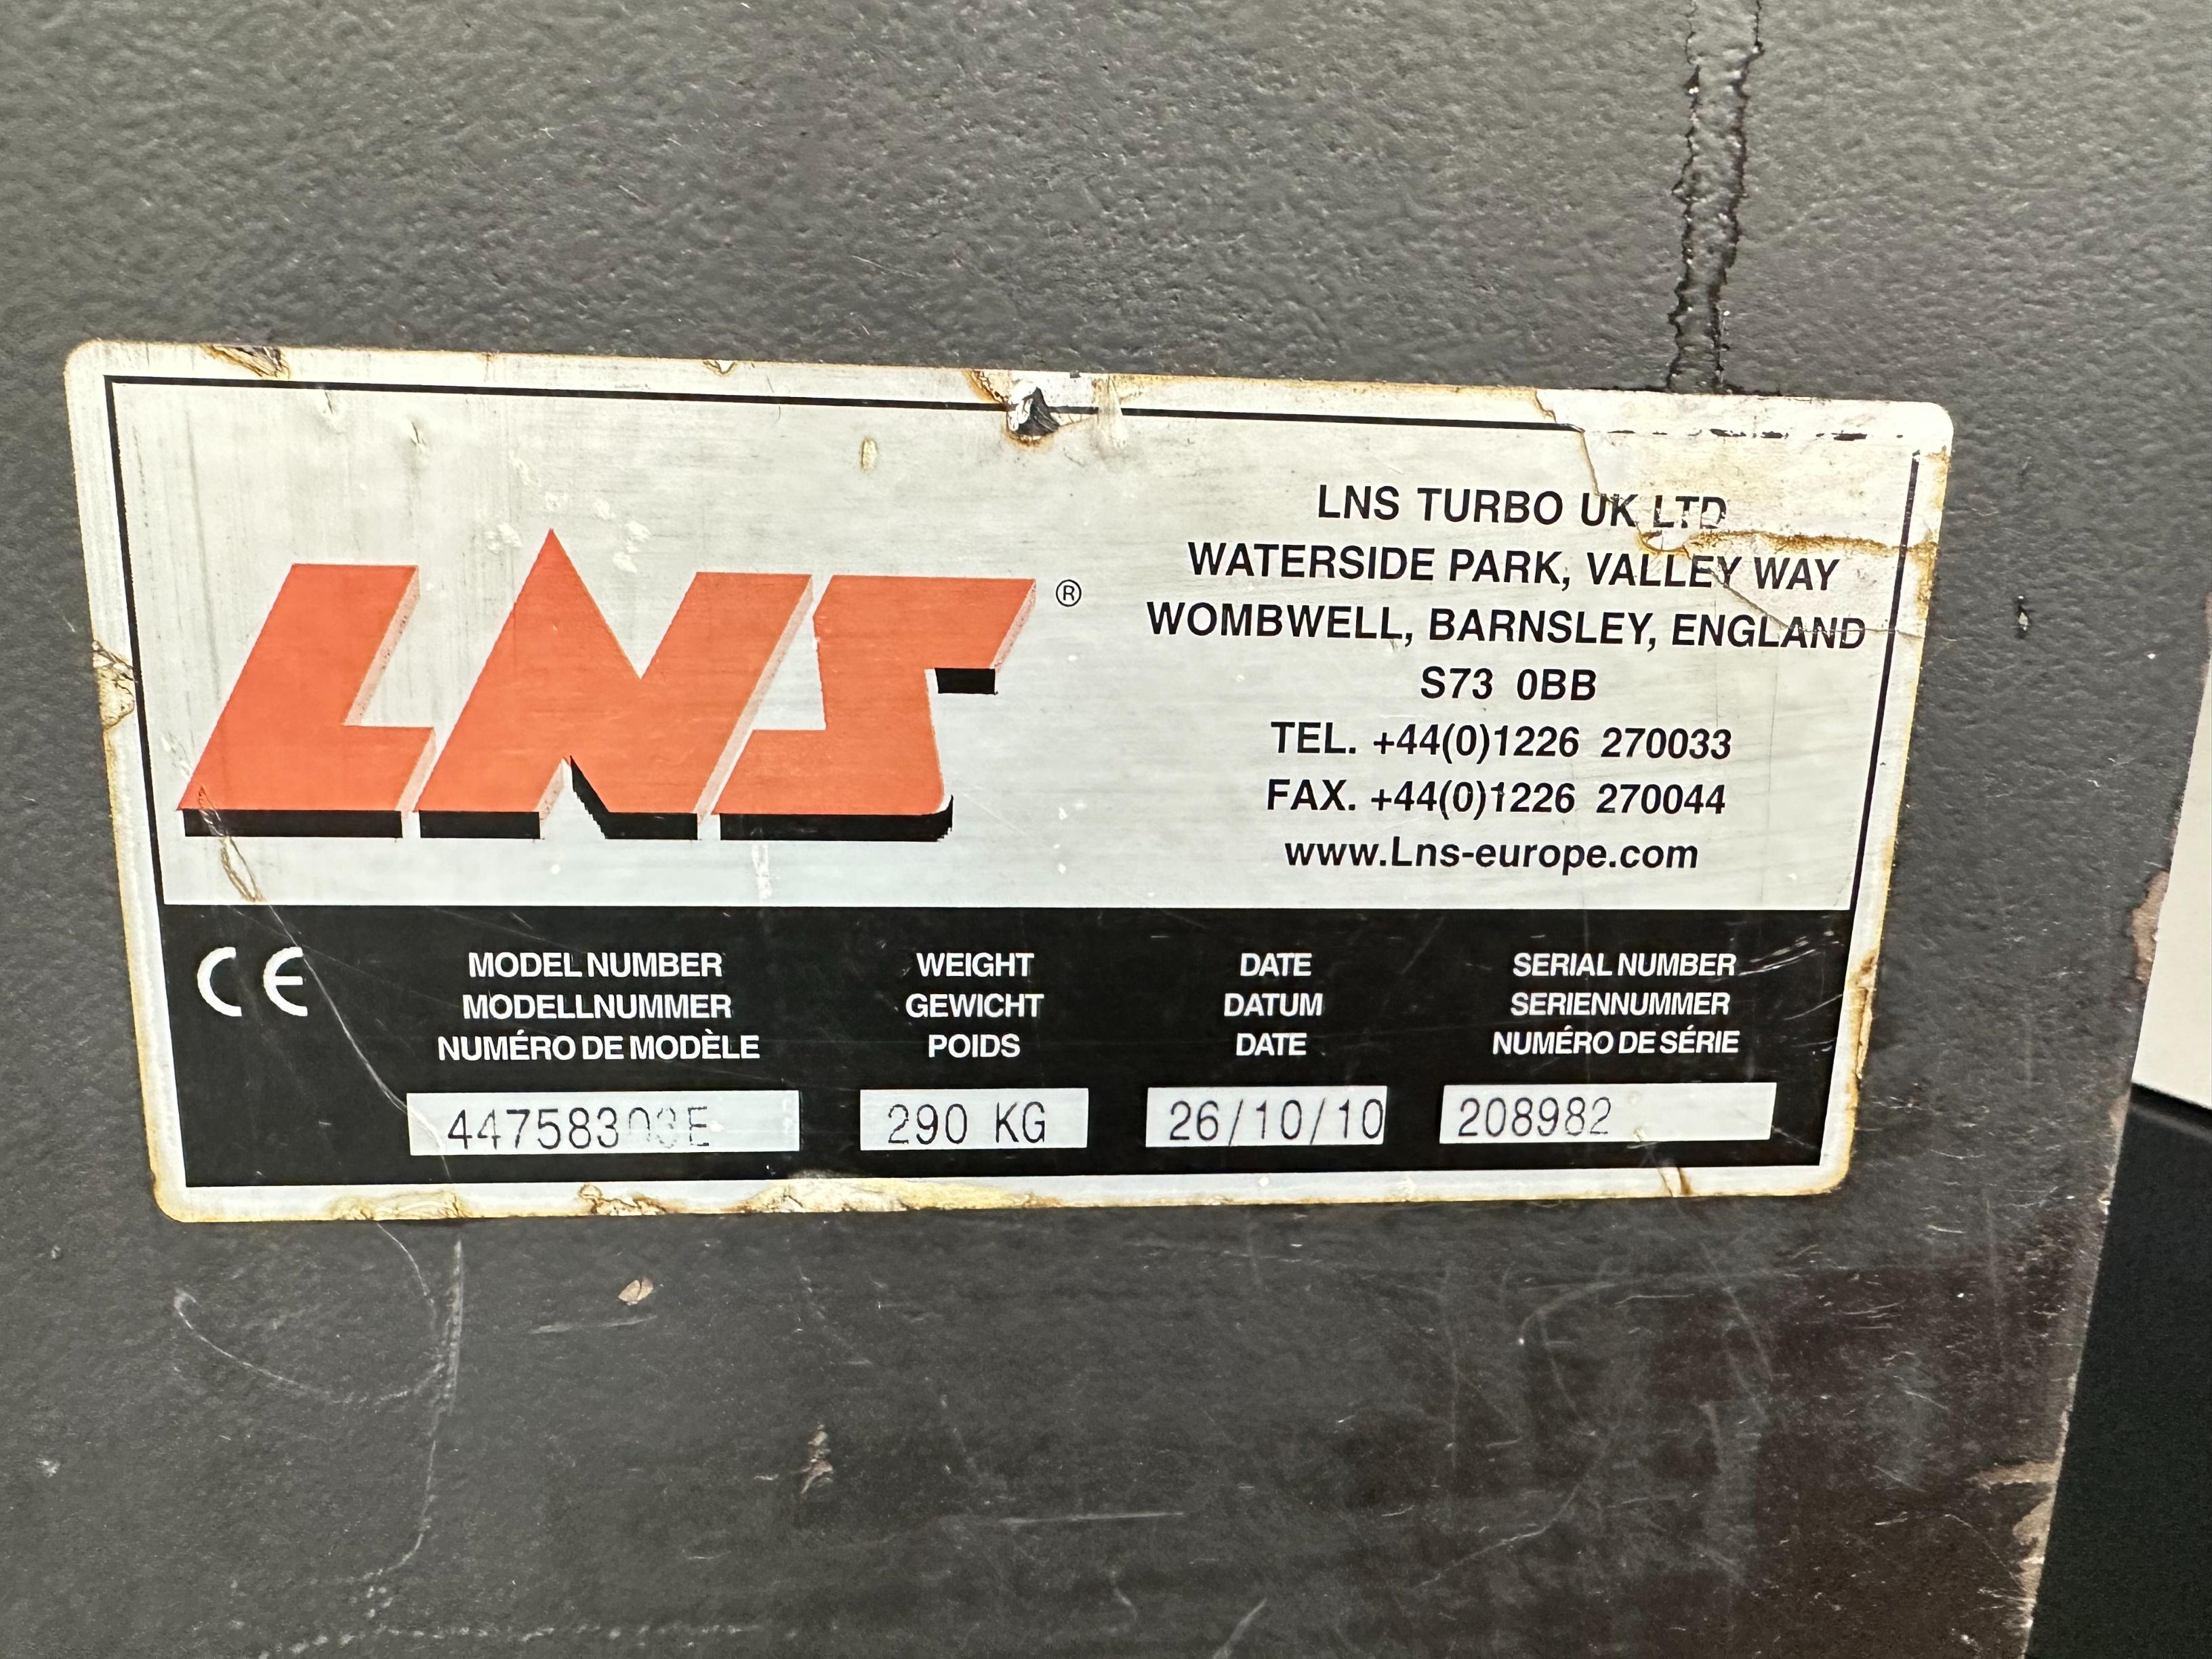 LNS®
LNS TURBO UK LTD
WATERSIDE PARK, VALLEY WAY
WOMBWELL, BARNSLEY, ENGLAND
S73 0BB
TEL. +44(0)1226 270033
FAX. +44(0)1226 270044
www.Lns-europe.com
CE
MODEL NUMBER
MODELLNUMMER
NUMÉRO DE MODÈLE
WEIGHT
GEWICHT
POIDS
290 KG
DATE
DATUM
DATE
26/10/10
SERIAL NUMBER
SERIENNUMMER
NUMÉRO DE SÉRIE
208982